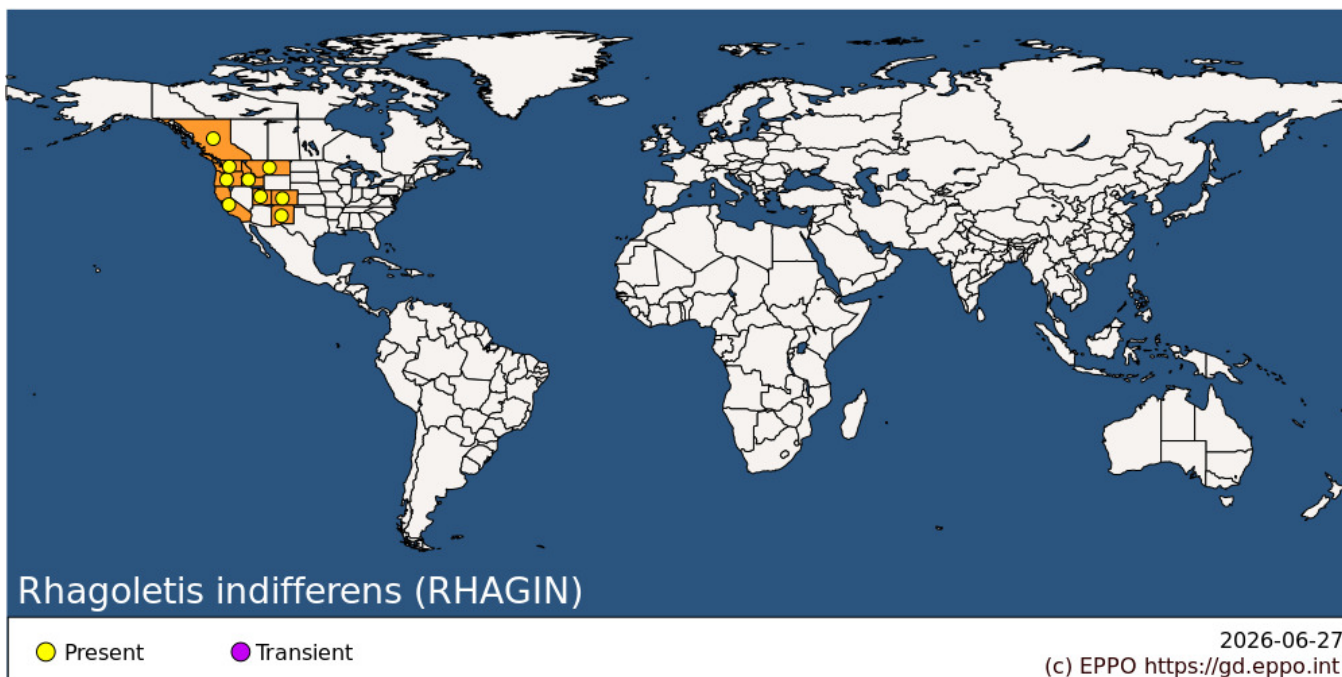 Rhagoletis indifferens (RHAGIN)
Present
Transient
2026-06-27
(c) EPPO https://gd.eppo.int